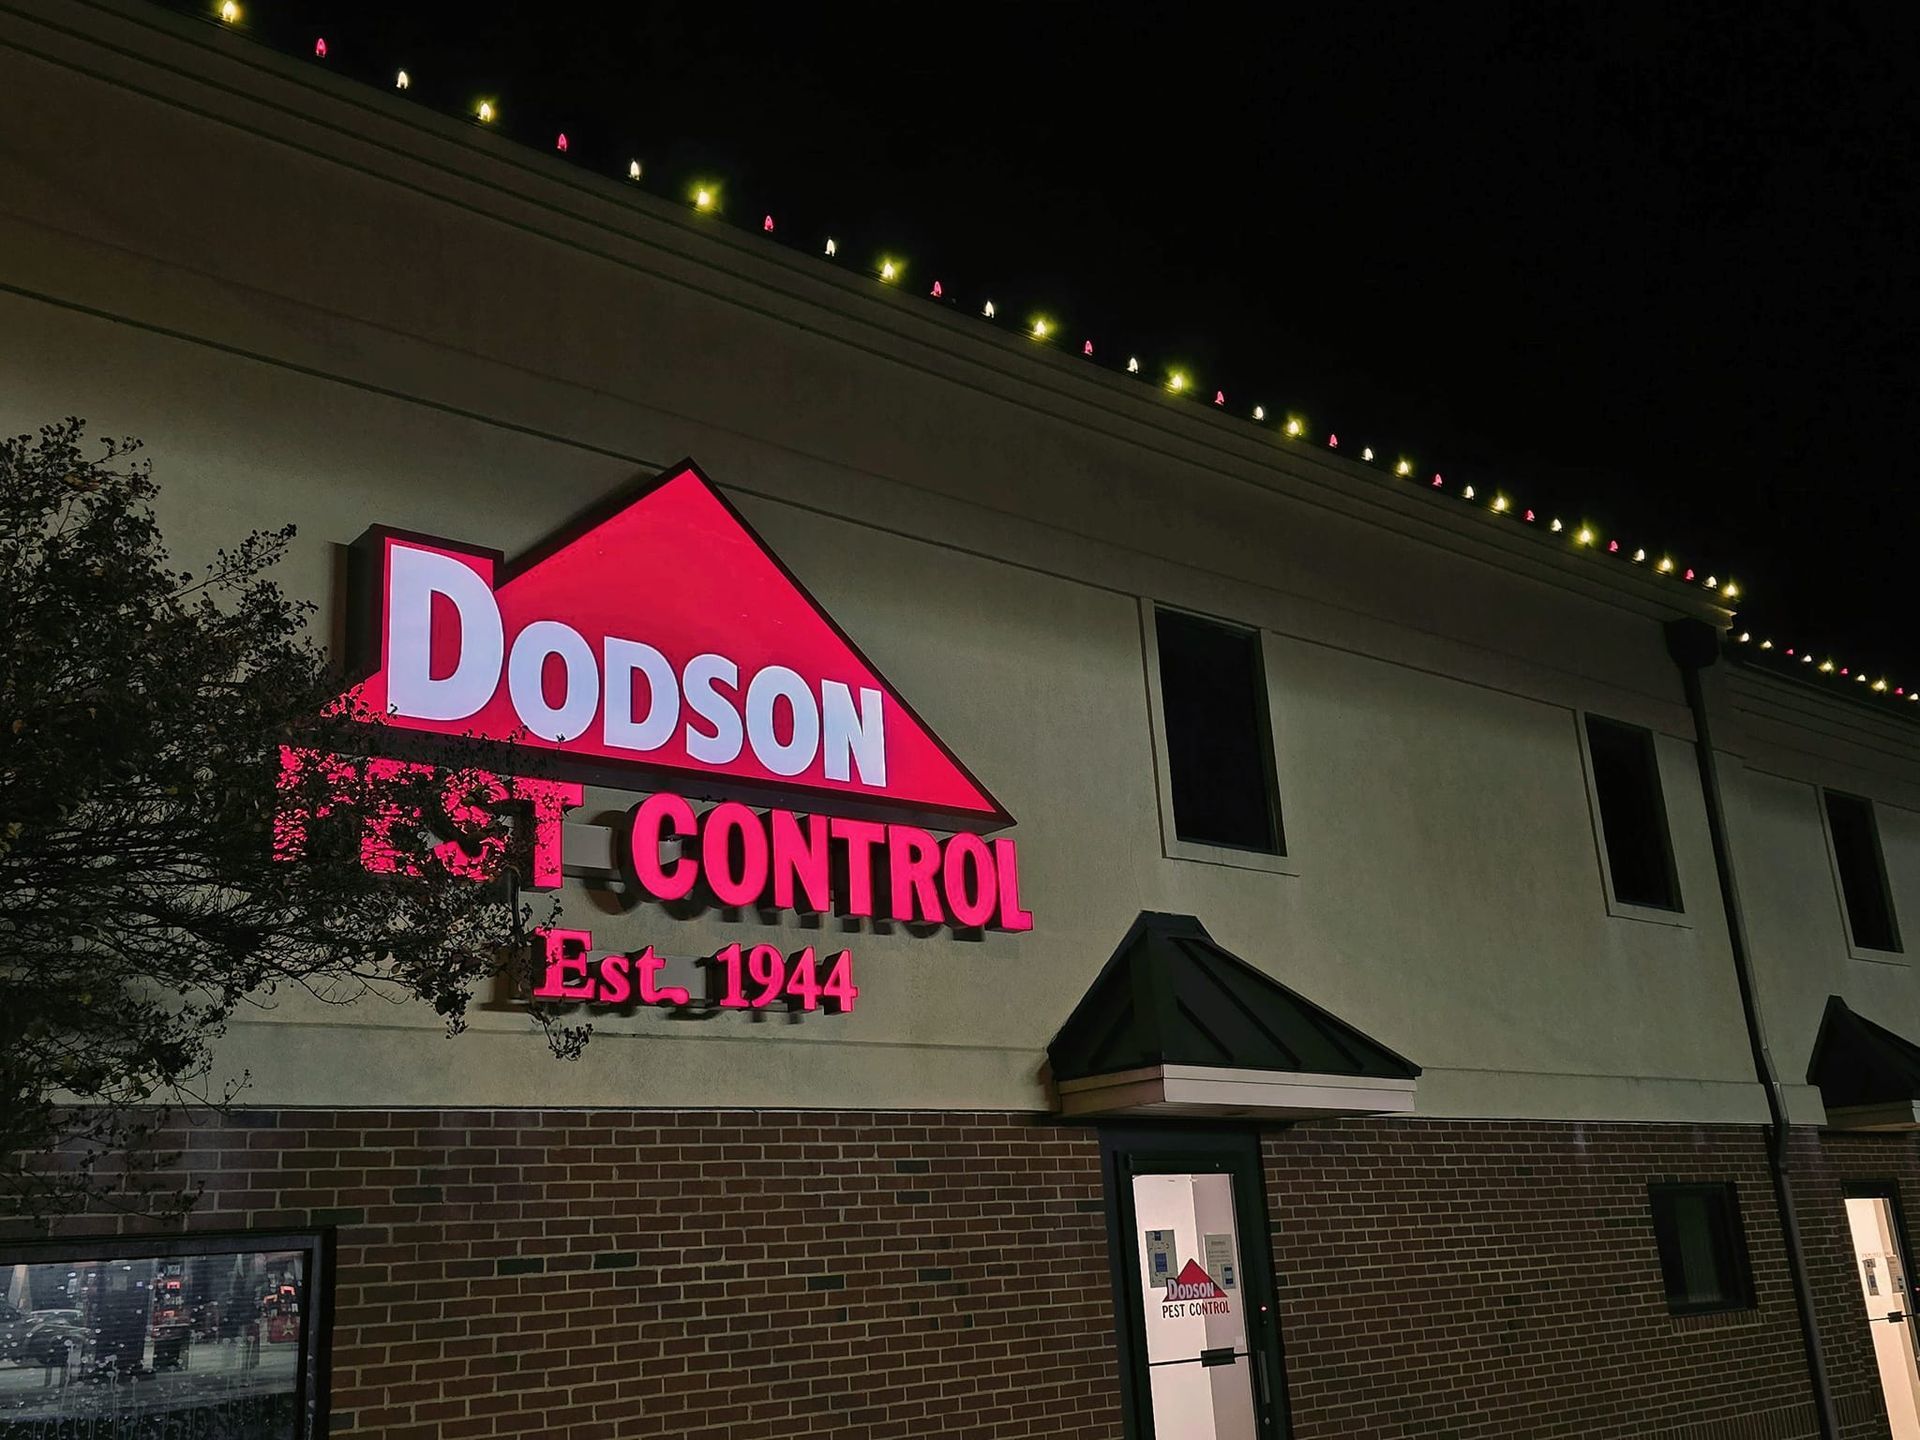 DODSON
PEST CONTROL
Est. 1944
DODSON
PEST CONTROL